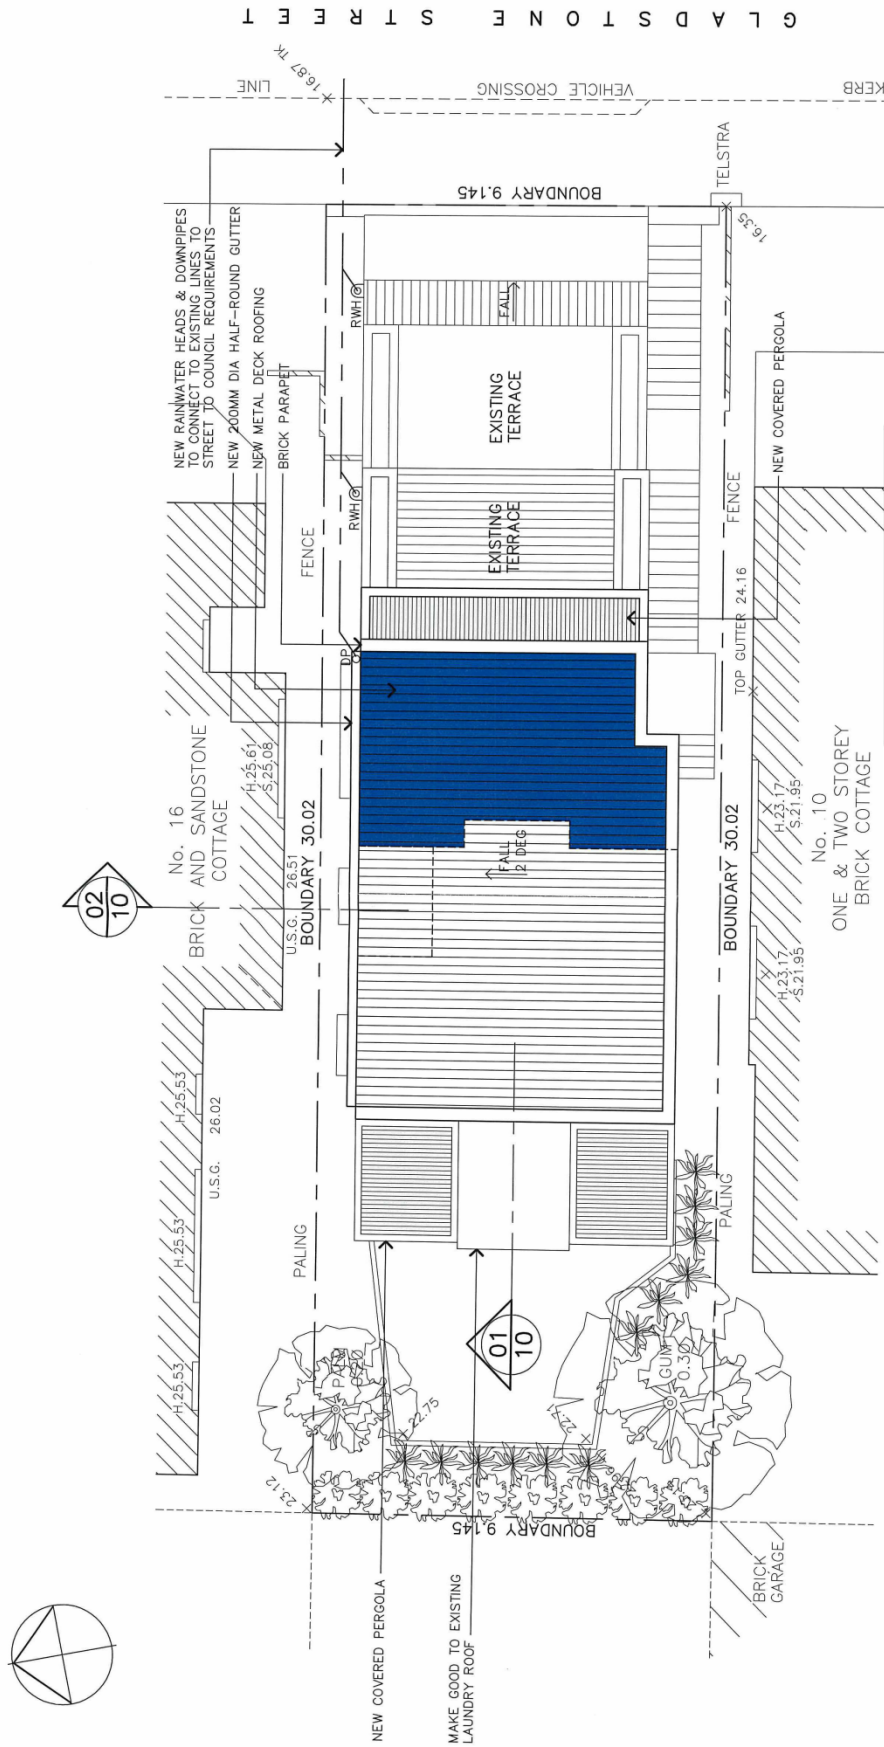 GLADSTONE STREET
16.87 TK
LINE
VEHICLE CROSSING
KERB
NEW RAINWATER HEADS & DOWNPIPES
TO CONNECT TO EXISTING LINES TO
STREET TO COUNCIL REQUIREMENTS
NEW 200MM DIA HALF-ROUND GUTTER
NEW METAL DECK ROOFING
BRICK PARAPET
BOUNDARY 9.145
TELSTRA
16.35
RWH
FALL
FENCE
EXISTING
TERRACE
NEW COVERED PERGOLA
RWH
EXISTING
TERRACE
FENCE
DP
TOP GUTTER 24.16
No. 16
BRICK AND SANDSTONE
COTTAGE
H.25.61
S.25.08
U.S.G. 26.51
BOUNDARY 30.02
02
10
FALL
2 DEG
BOUNDARY 30.02
H.23.17
S.21.95
No. 10
ONE & TWO STOREY
BRICK COTTAGE
H.23.17
S.21.95
H.25.53
U.S.G. 26.02
H.25.53
H.25.53
PALING
PALING
01
10
GUM
0.30
22.75
22.71
23.12
BOUNDARY 9.145
BRICK
GARAGE
NEW COVERED PERGOLA
MAKE GOOD TO EXISTING
LAUNDRY ROOF